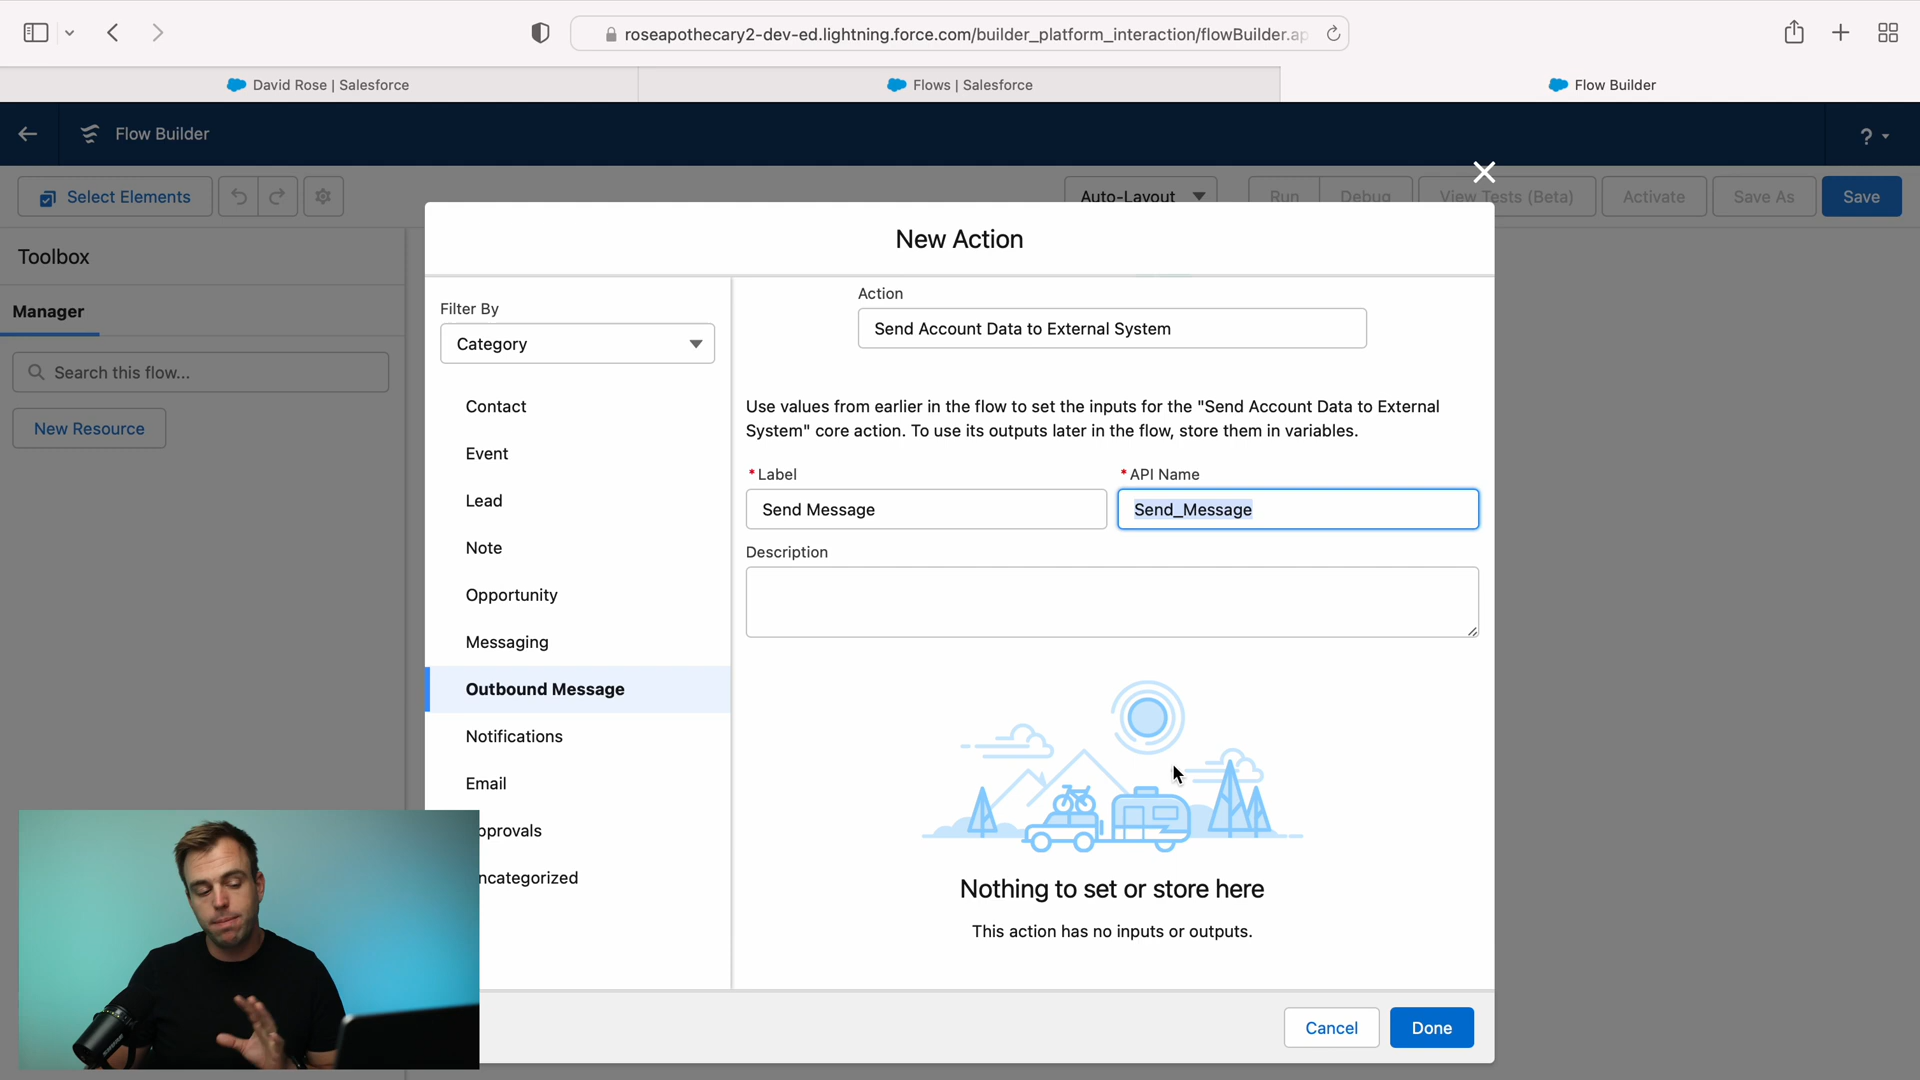 roseapothecary2-dev-ed.lightning.force.com/builder_platform_interaction/flowBuilder.ap
David Rose | Salesforce
Flows | Salesforce
Flow Builder
Flow Builder
?
Select Elements
Auto-Layout
Run
Debug
View Tests (Beta)
Activate
Save As
Save
Toolbox
Manager
Search this flow...
New Resource
New Action
Filter By
Category
Contact
Event
Lead
Note
Opportunity
Messaging
Outbound Message
Notifications
Email
pprovals
ncategorized
Action
Send Account Data to External System
Use values from earlier in the flow to set the inputs for the "Send Account Data to External
System" core action. To use its outputs later in the flow, store them in variables.
* Label
* API Name
Send Message
Send_Message
Description
Nothing to set or store here
This action has no inputs or outputs.
Cancel
Done